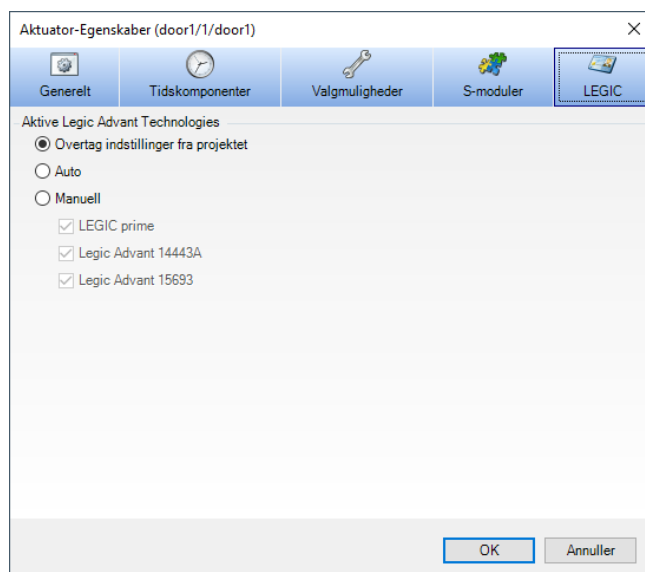 Aktuator-Egenskaber (door1/1/door1)
Generelt Tidskomponenter Valgmuligheder S-moduler LEGIC
Aktive Legic Advant Technologies
Overtag indstillinger fra projektet
Auto
Manuell
LEGIC prime
Legic Advant 14443A
Legic Advant 15693
OK Annuller